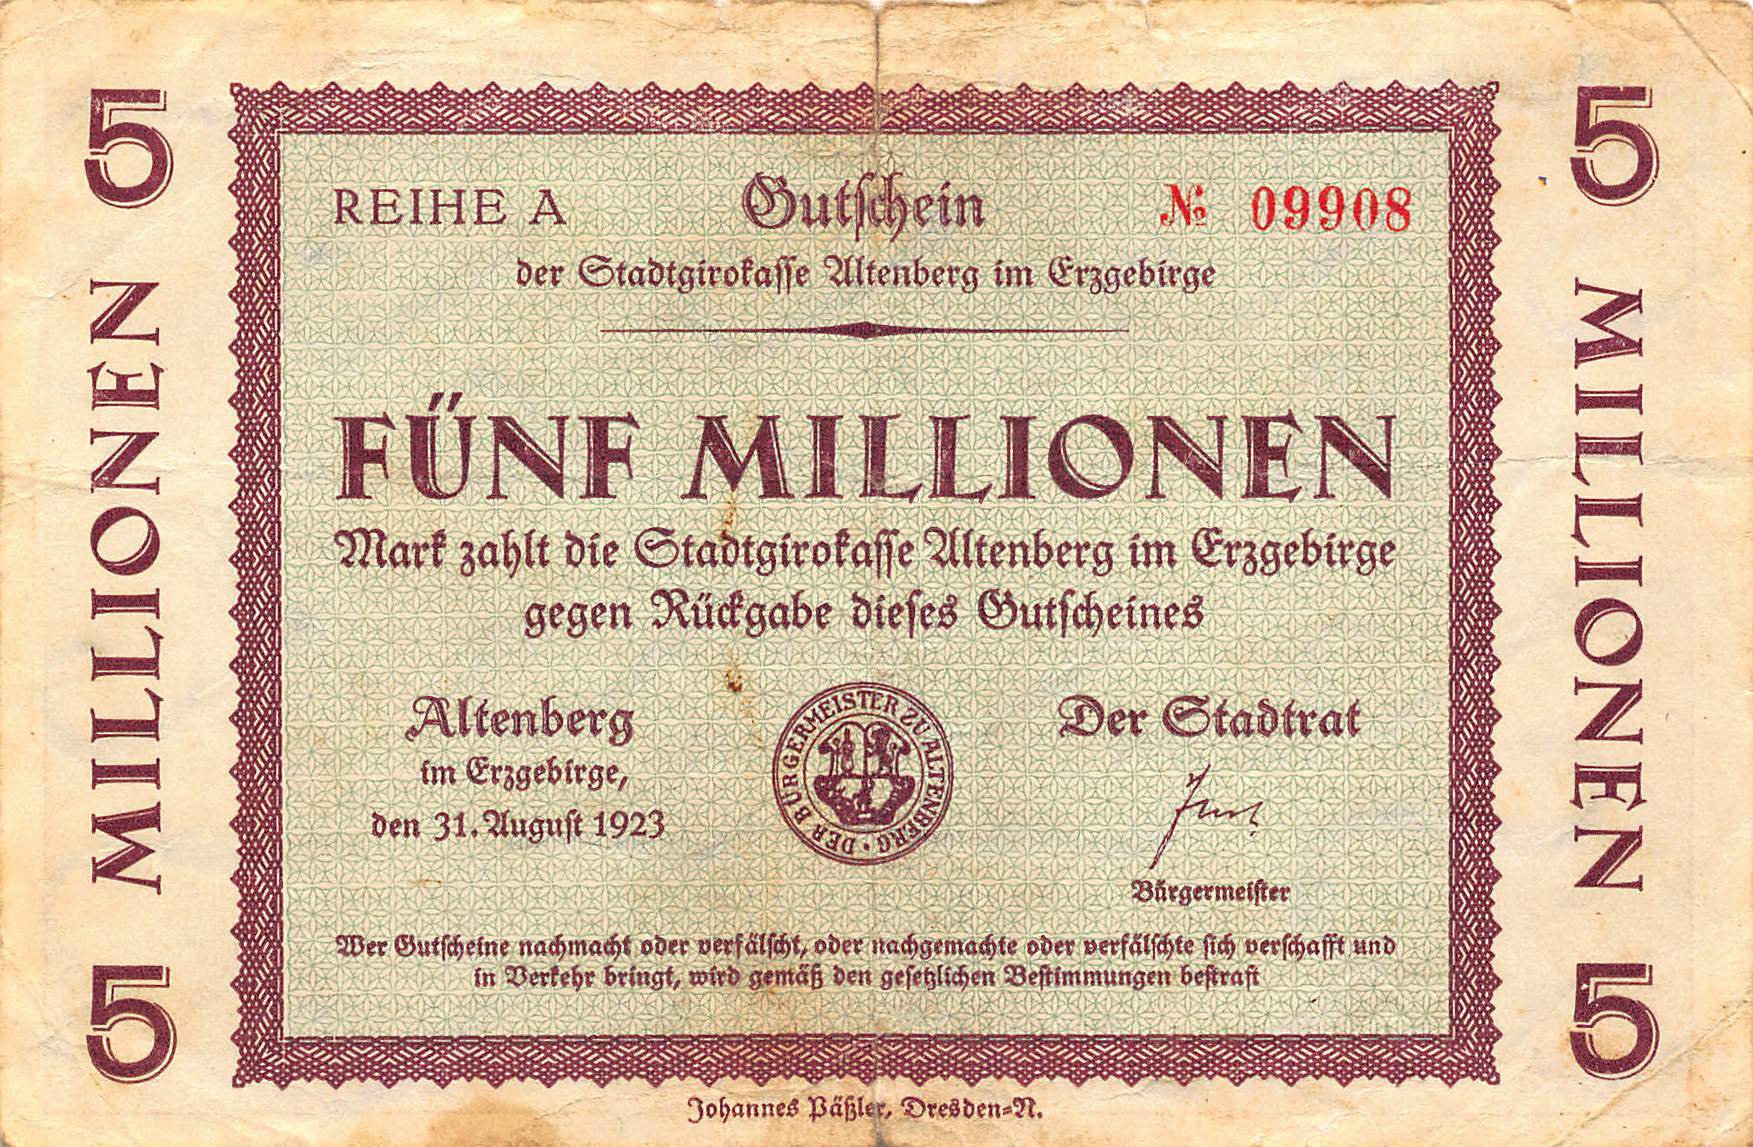 5 MILLIONEN 5
REIHE A
Gutschein
№ 09908
der Stadtgirokasse Altenberg im Erzgebirge
FÜNF MILLIONEN
Mark zahlt die Stadtgirokasse Altenberg im Erzgebirge
gegen Rückgabe dieses Gutscheines
Altenberg
im Erzgebirge,
den 31. August 1923
DER BÜRGERMEISTER ZU ALTENBERG
Der Stadtrat
Bürgermeister
Wer Gutscheine nachmacht oder verfälscht, oder nachgemachte oder verfälschte sich verschafft und
in Verkehr bringt, wird gemäß den gesetzlichen Bestimmungen bestraft
5 MILLIONEN 5
Johannes Päßler, Dresden-N.